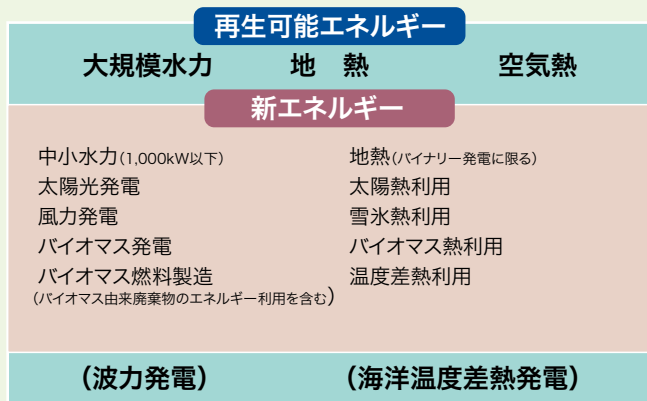 再生可能エネルギー
大規模水力 地 熱 空気熱
新エネルギー
中小水力(1,000kW以下) 地熱(バイナリー発電に限る)
太陽光発電 太陽熱利用
風力発電 雪氷熱利用
バイオマス発電 バイオマス熱利用
バイオマス燃料製造 温度差熱利用
(バイオマス由来廃棄物のエネルギー利用を含む)
(波力発電) (海洋温度差熱発電)